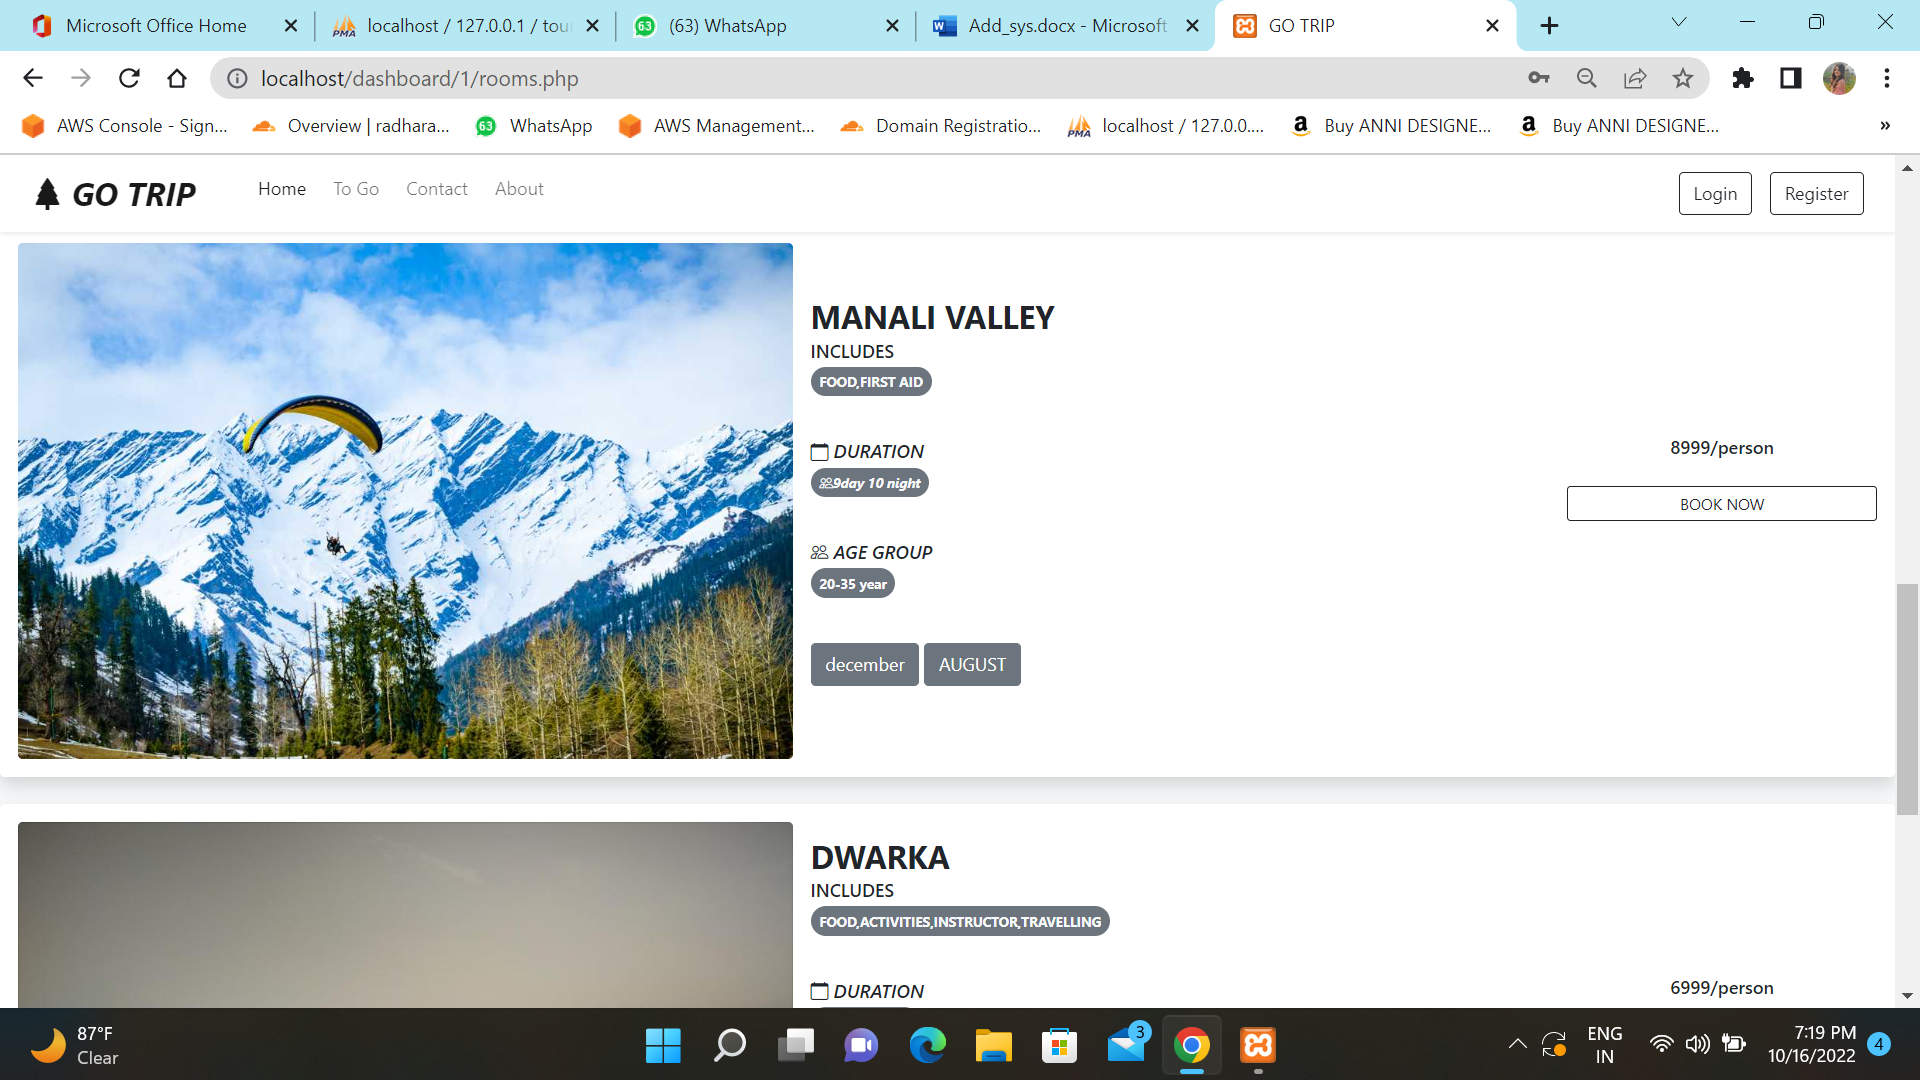 Microsoft Office Home
localhost / 127.0.0.1 / tour
(63) WhatsApp
Add_sys.docx - Microsoft
GO TRIP
localhost/dashboard/1/rooms.php
AWS Console - Sign...
Overview | radhara...
63
WhatsApp
AWS Management...
Domain Registratio...
localhost / 127.0.0....
Buy ANNI DESIGNE...
Buy ANNI DESIGNE...
»
GO TRIP
Home
To Go
Contact
About
Login
Register
MANALI VALLEY
INCLUDES
FOOD,FIRST AID
DURATION
9day 10 night
8999/person
BOOK NOW
AGE GROUP
20-35 year
december
AUGUST
DWARKA
INCLUDES
FOOD,ACTIVITIES,INSTRUCTOR,TRAVELLING
DURATION
6999/person
87°F
Clear
3
ENG
IN
7:19 PM
10/16/2022
4